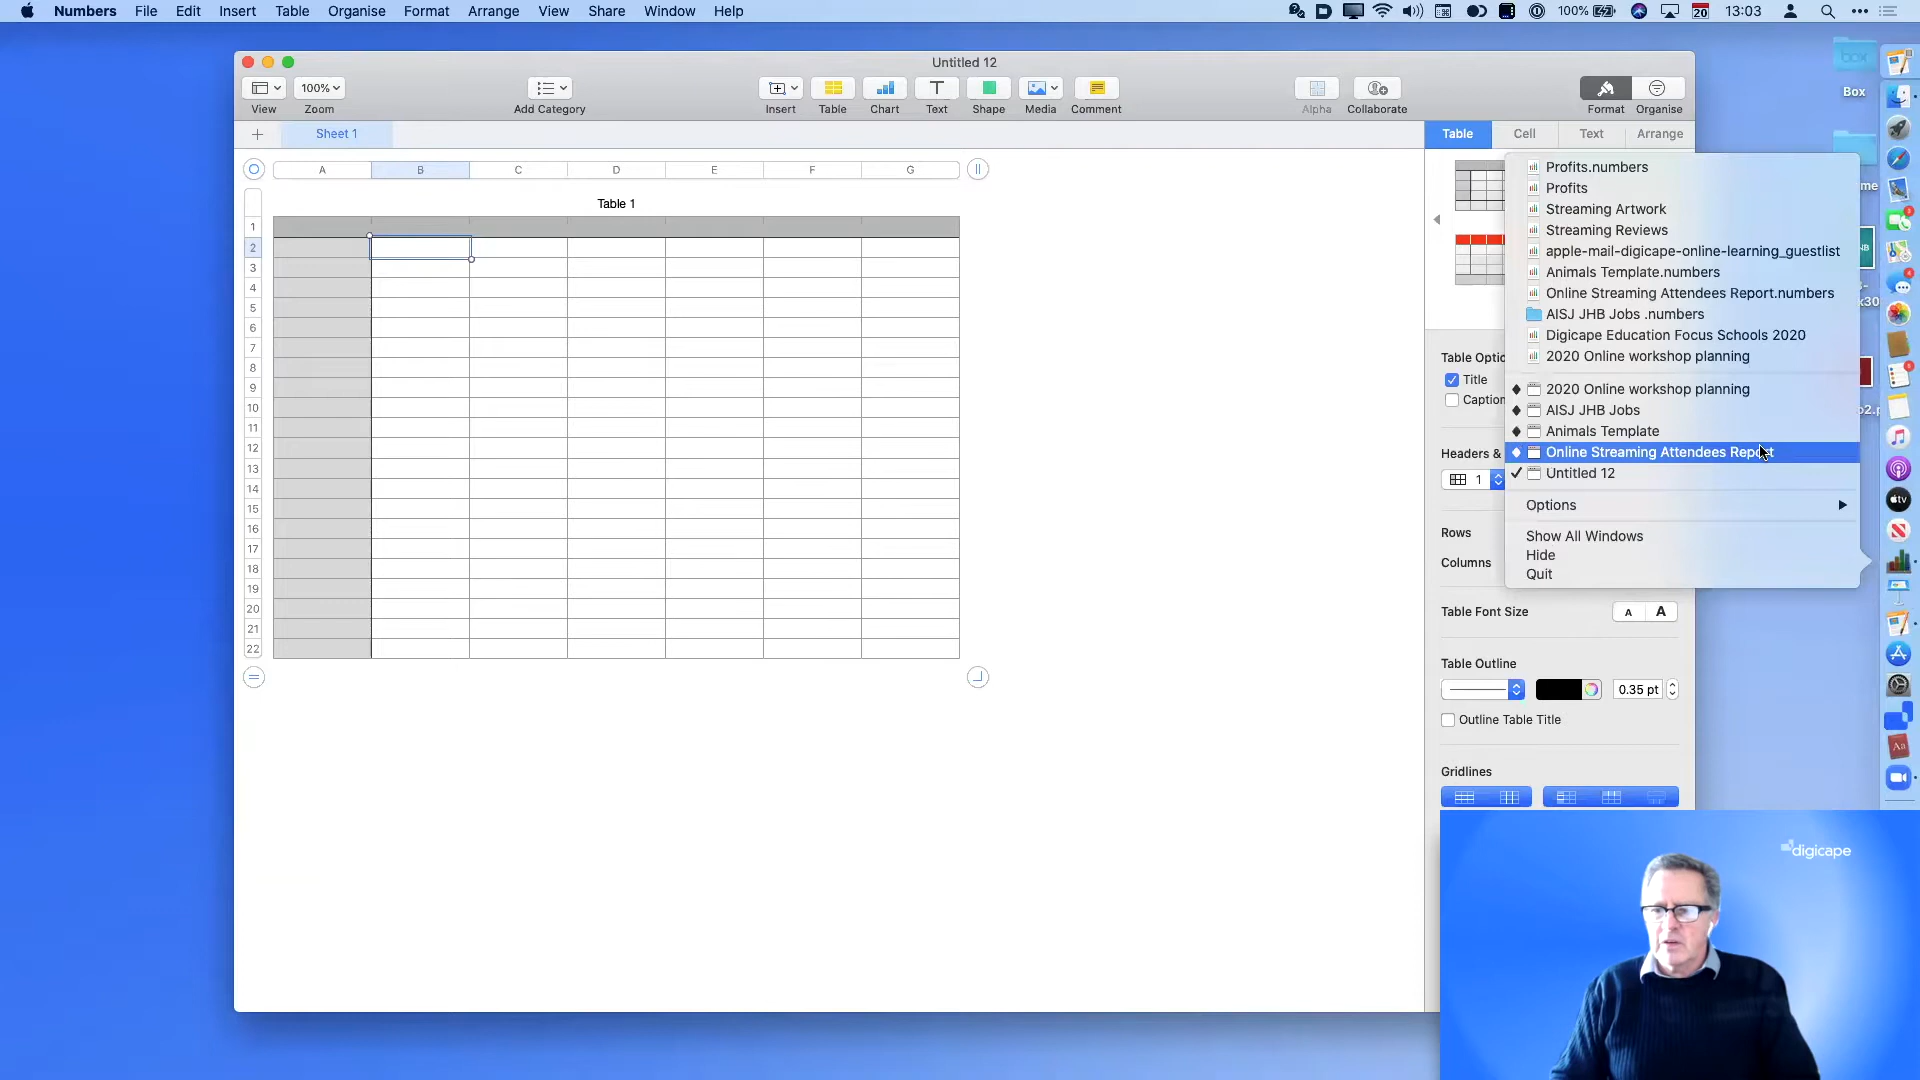 Numbers File Edit Insert Table Organise Format Arrange View Share Window Help
100% 20 13:03
Untitled 12
100%
View Zoom Add Category Insert Table Chart Text Shape Media Comment Alpha Collaborate Format Organise
Sheet 1
Table Cell Text Arrange
A B C D E F G
Table 1
1
2
3
4
5
6
7
8
9
10
11
12
13
14
15
16
17
18
19
20
21
22
Profits.numbers
Profits
Streaming Artwork
Streaming Reviews
apple-mail-digicape-online-learning_guestlist
Animals Template.numbers
Online Streaming Attendees Report.numbers
AISJ JHB Jobs .numbers
Digicape Education Focus Schools 2020
2020 Online workshop planning
2020 Online workshop planning
AISJ JHB Jobs
Animals Template
Online Streaming Attendees Report
Untitled 12
Options
Show All Windows
Hide
Quit
Title
Headers &
1
Rows
Columns
Table Font Size A A
Table Outline
0.35 pt
Outline Table Title
Gridlines
box
Box
tv
Aa
digicape